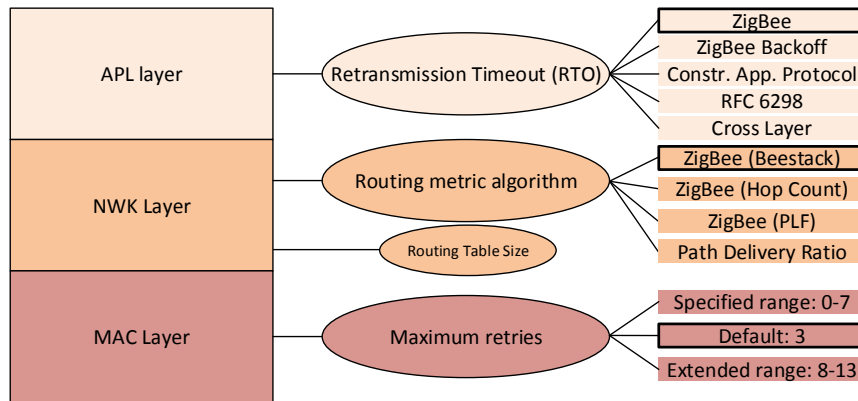 APL layer
Retransmission Timeout (RTO)
ZigBee
ZigBee Backoff
Constr. App. Protocol
RFC 6298
Cross Layer
NWK Layer
Routing metric algorithm
ZigBee (Beestack)
ZigBee (Hop Count)
ZigBee (PLF)
Path Delivery Ratio
Routing Table Size
MAC Layer
Maximum retries
Specified range: 0-7
Default: 3
Extended range: 8-13